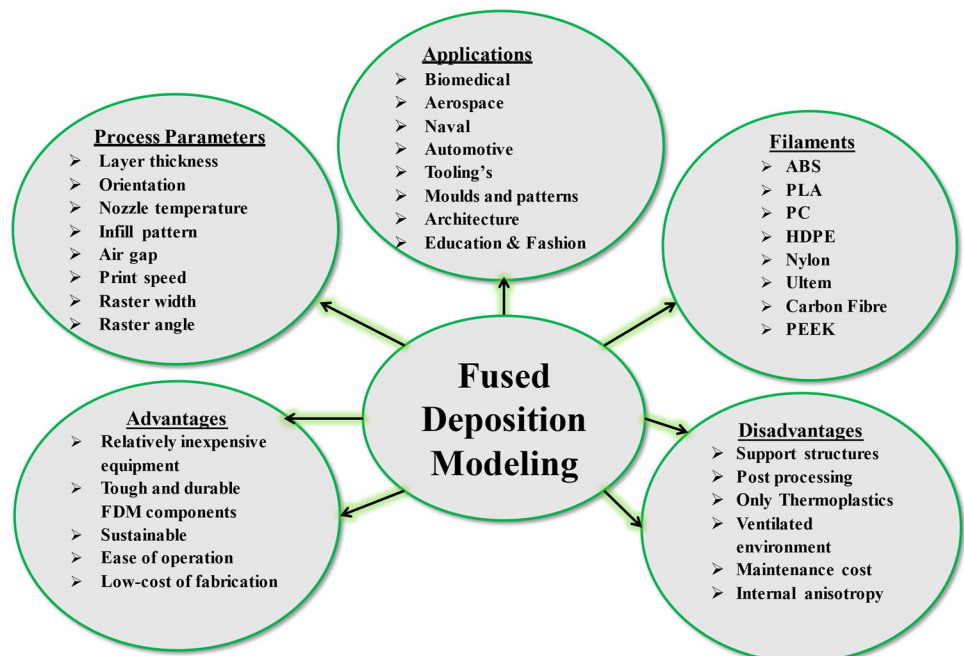 Applications
➢ Biomedical
➢ Aerospace
➢ Naval
➢ Automotive
➢ Tooling’s
➢ Moulds and patterns
➢ Architecture
➢ Education & Fashion
Process Parameters
➢ Layer thickness
➢ Orientation
➢ Nozzle temperature
➢ Infill pattern
➢ Air gap
➢ Print speed
➢ Raster width
➢ Raster angle
Filaments
➢ ABS
➢ PLA
➢ PC
➢ HDPE
➢ Nylon
➢ Ultem
➢ Carbon Fibre
➢ PEEK
Fused
Deposition
Modeling
Advantages
➢ Relatively inexpensive
equipment
➢ Tough and durable
FDM components
➢ Sustainable
➢ Ease of operation
➢ Low-cost of fabrication
Disadvantages
➢ Support structures
➢ Post processing
➢ Only Thermoplastics
➢ Ventilated
environment
➢ Maintenance cost
➢ Internal anisotropy